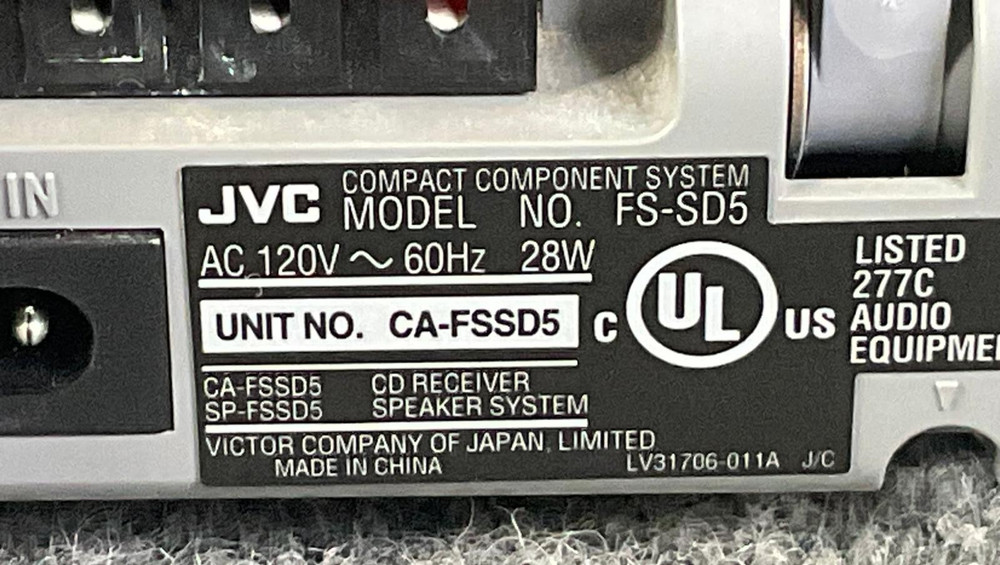 IN
JVC COMPACT COMPONENT SYSTEM
MODEL NO. FS-SD5
AC 120V ~ 60Hz 28W
UNIT NO. CA-FSSD5
CA-FSSD5 CD RECEIVER
SP-FSSD5 SPEAKER SYSTEM
VICTOR COMPANY OF JAPAN, LIMITED
MADE IN CHINA
LV31706-011A J/C
C UL US
LISTED
277C
AUDIO
EQUIPME